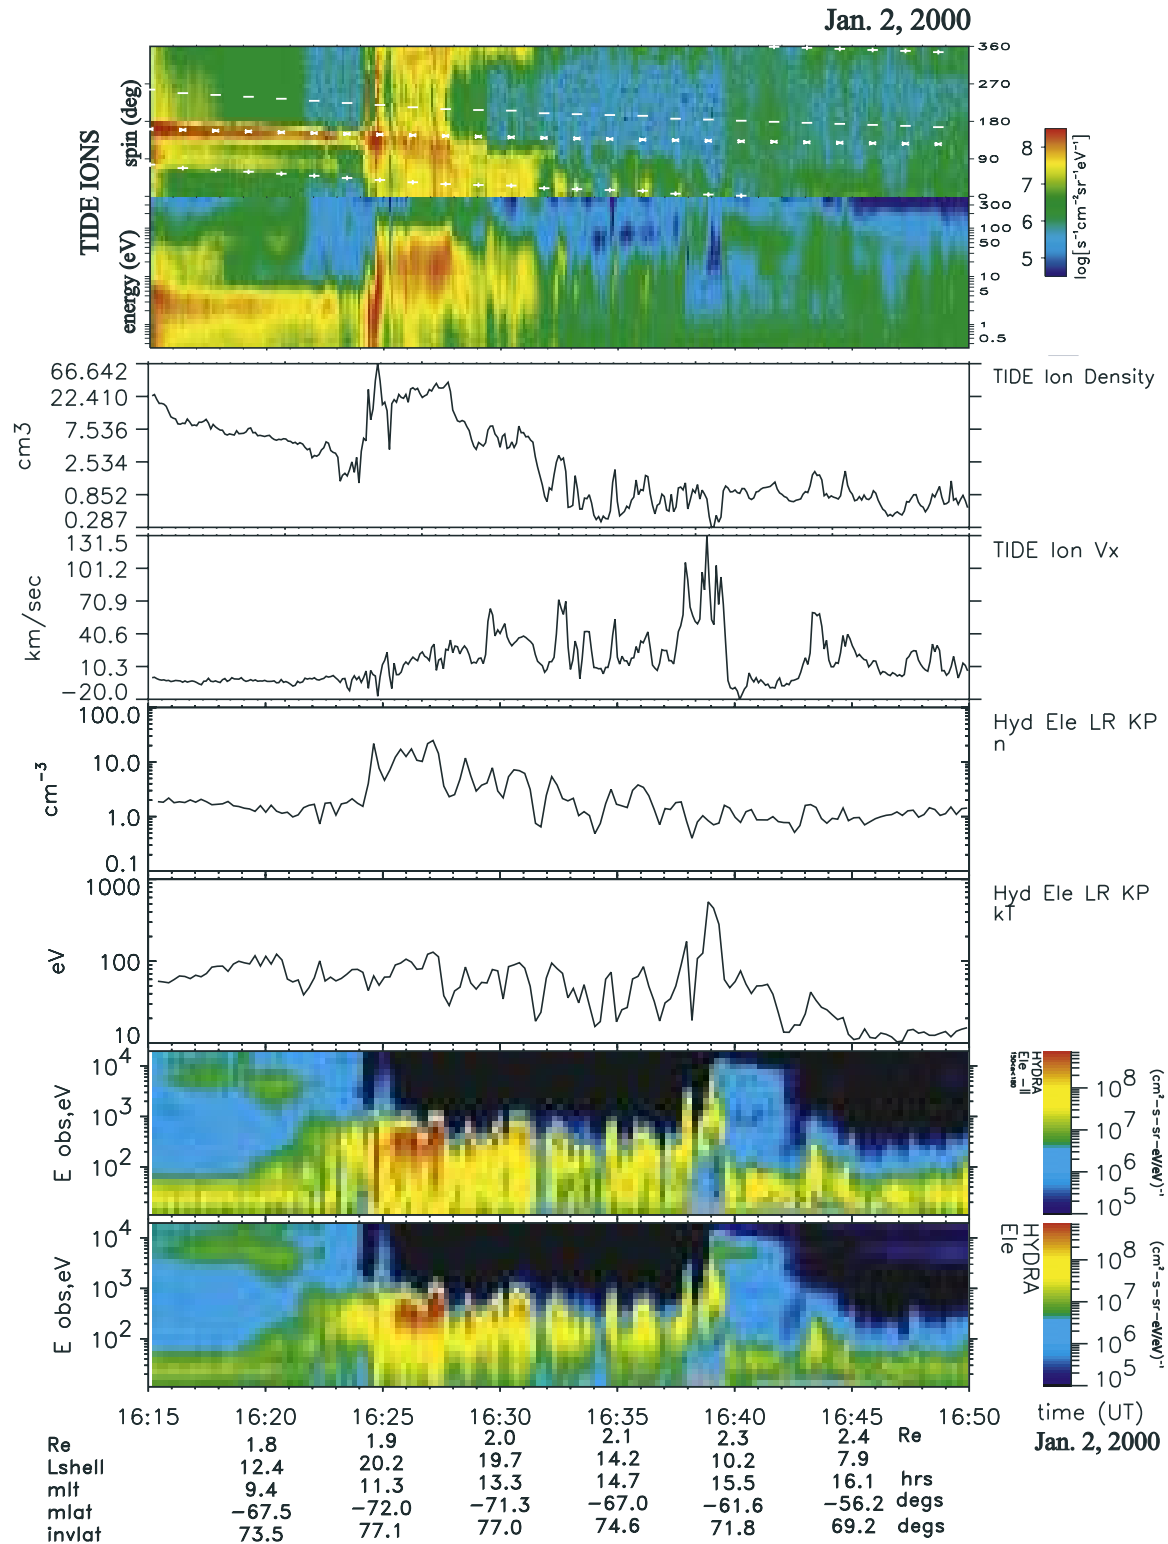 Jan. 2, 2000
TIDE IONS
spin (deg)
360
270
180
90
0
energy (eV)
300
100
50
10
5
1
0.5
8
7
6
5
log[s⁻¹cm⁻²sr⁻¹eV⁻¹]
TIDE Ion Density
cm3
66.642
22.410
7.536
2.534
0.852
0.287
TIDE Ion Vx
km/sec
131.5
101.2
70.9
40.6
10.3
−20.0
Hyd Ele LR KP
n
cm⁻³
100.0
10.0
1.0
0.1
Hyd Ele LR KP
kT
eV
1000
100
10
E obs,eV
10⁴
10³
10²
HYDRA
Ele −||
10⁸
10⁷
10⁶
10⁵
(cm²−s−sr−eV/eV)⁻¹
E obs,eV
10⁴
10³
10²
HYDRA
Ele
10⁸
10⁷
10⁶
10⁵
(cm²−s−sr−eV/eV)⁻¹
16:15 16:20 16:25 16:30 16:35 16:40 16:45 16:50
time (UT)
Jan. 2, 2000
Re 1.8 1.9 2.0 2.1 2.3 2.4 Re
Lshell 12.4 20.2 19.7 14.2 10.2 7.9
mlt 9.4 11.3 13.3 14.7 15.5 16.1 hrs
mlat −67.5 −72.0 −71.3 −67.0 −61.6 −56.2 degs
invlat 73.5 77.1 77.0 74.6 71.8 69.2 degs